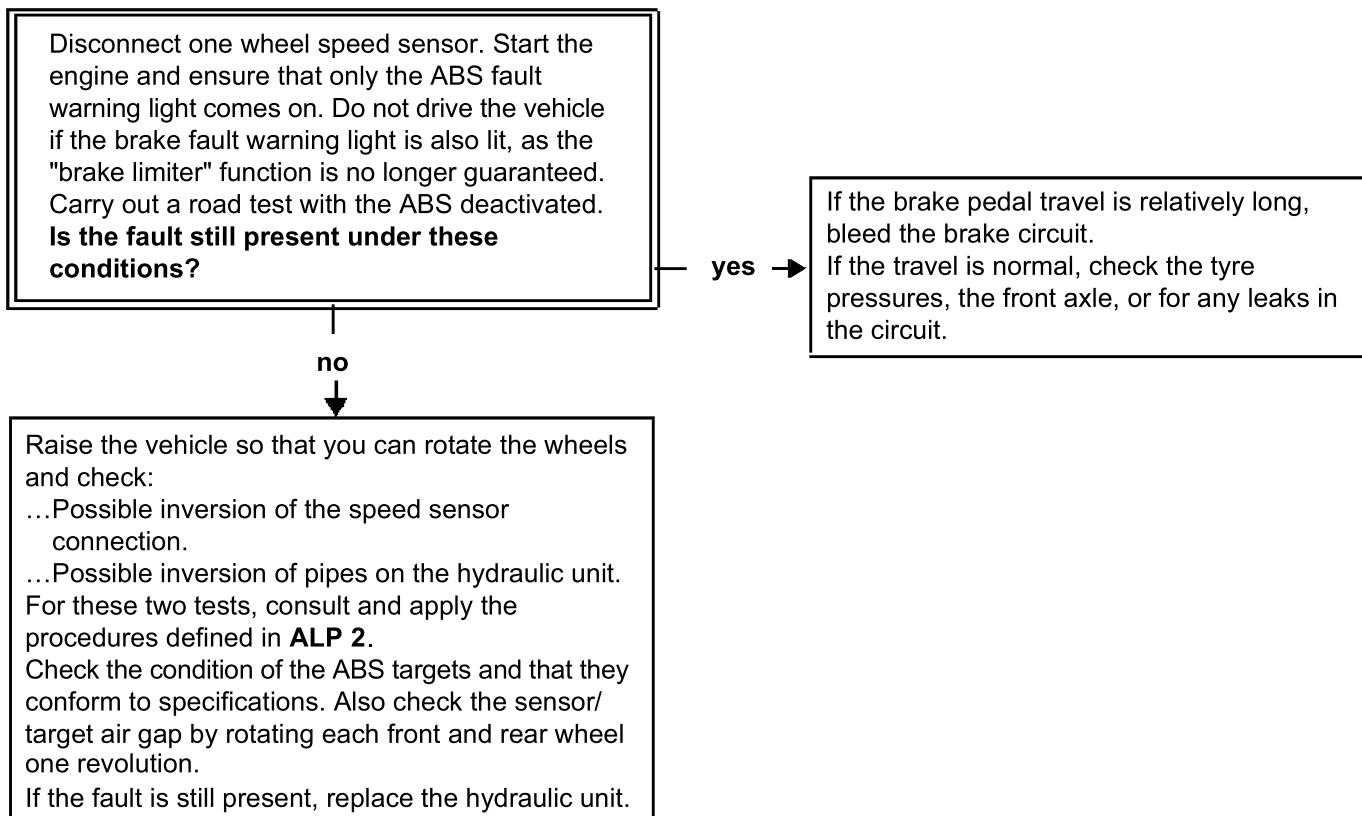 Disconnect one wheel speed sensor. Start the
engine and ensure that only the ABS fault
warning light comes on. Do not drive the vehicle
if the brake fault warning light is also lit, as the
"brake limiter" function is no longer guaranteed.
Carry out a road test with the ABS deactivated.
Is the fault still present under these
conditions?
yes
If the brake pedal travel is relatively long,
bleed the brake circuit.
If the travel is normal, check the tyre
pressures, the front axle, or for any leaks in
the circuit.
no
Raise the vehicle so that you can rotate the wheels
and check:
…Possible inversion of the speed sensor
connection.
…Possible inversion of pipes on the hydraulic unit.
For these two tests, consult and apply the
procedures defined in ALP 2.
Check the condition of the ABS targets and that they
conform to specifications. Also check the sensor/
target air gap by rotating each front and rear wheel
one revolution.
If the fault is still present, replace the hydraulic unit.